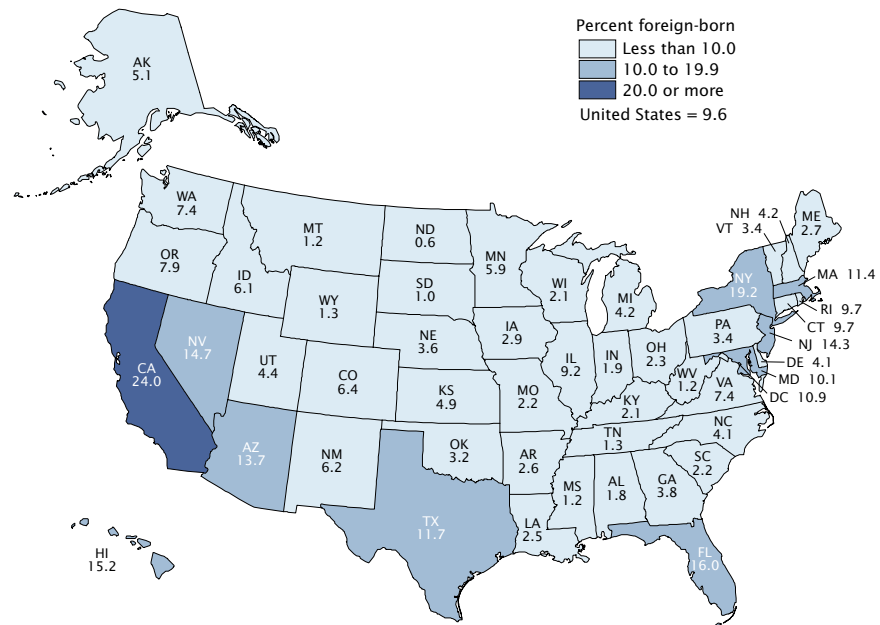 Percent foreign-born
Less than 10.0
10.0 to 19.9
20.0 or more
United States = 9.6
AK
5.1
WA
7.4
OR
7.9
ID
6.1
MT
1.2
ND
0.6
MN
5.9
SD
1.0
WY
1.3
WI
2.1
MI
4.2
NY
19.2
NH 4.2
VT 3.4
ME
2.7
MA 11.4
RI 9.7
CT 9.7
NJ 14.3
DE 4.1
MD 10.1
DC 10.9
CA
24.0
NV
14.7
UT
4.4
CO
6.4
NE
3.6
IA
2.9
IL
9.2
IN
1.9
OH
2.3
PA
3.4
WV
1.2
VA
7.4
KS
4.9
MO
2.2
KY
2.1
NC
4.1
TN
1.3
SC
2.2
AZ
13.7
NM
6.2
OK
3.2
AR
2.6
MS
1.2
AL
1.8
GA
3.8
TX
11.7
LA
2.5
FL
16.0
HI
15.2